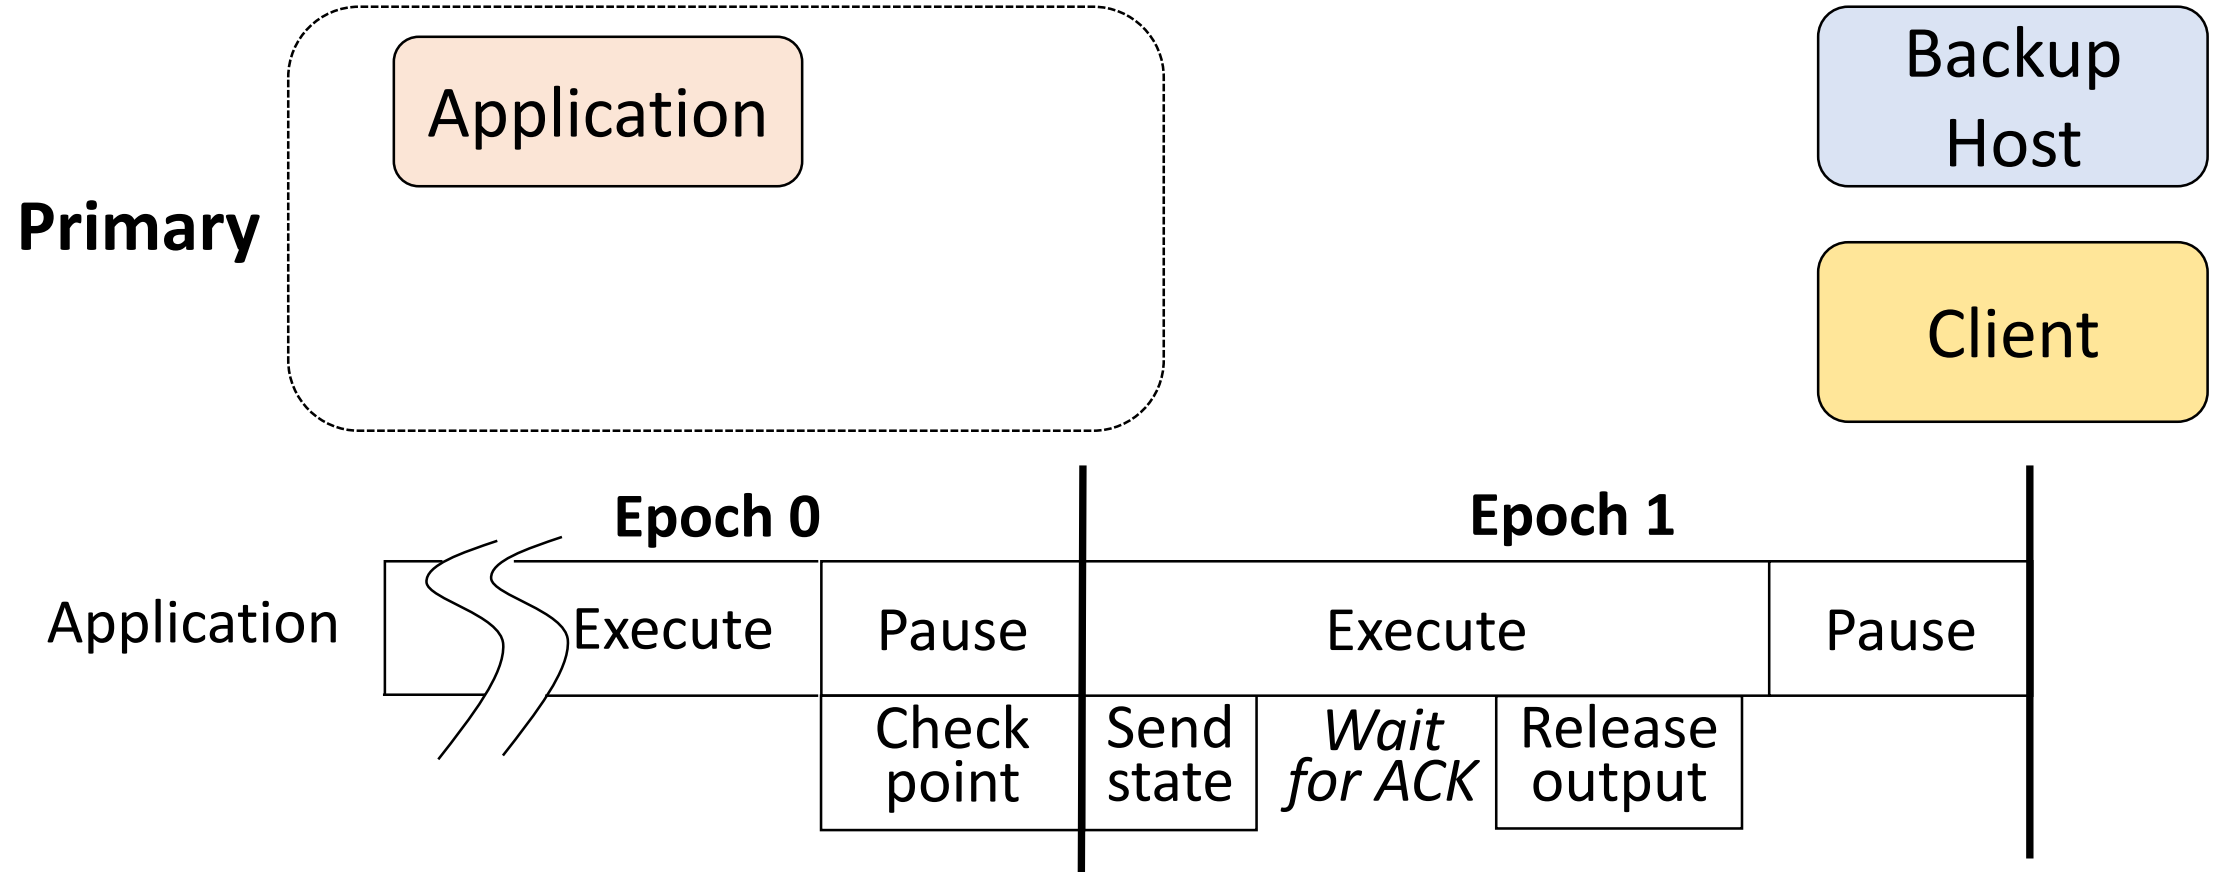 Application
Backup
Host
Primary
Client
Epoch 0
Epoch 1
Application
Execute
Pause
Execute
Pause
Check
point
Send
state
Wait
for ACK
Release
output